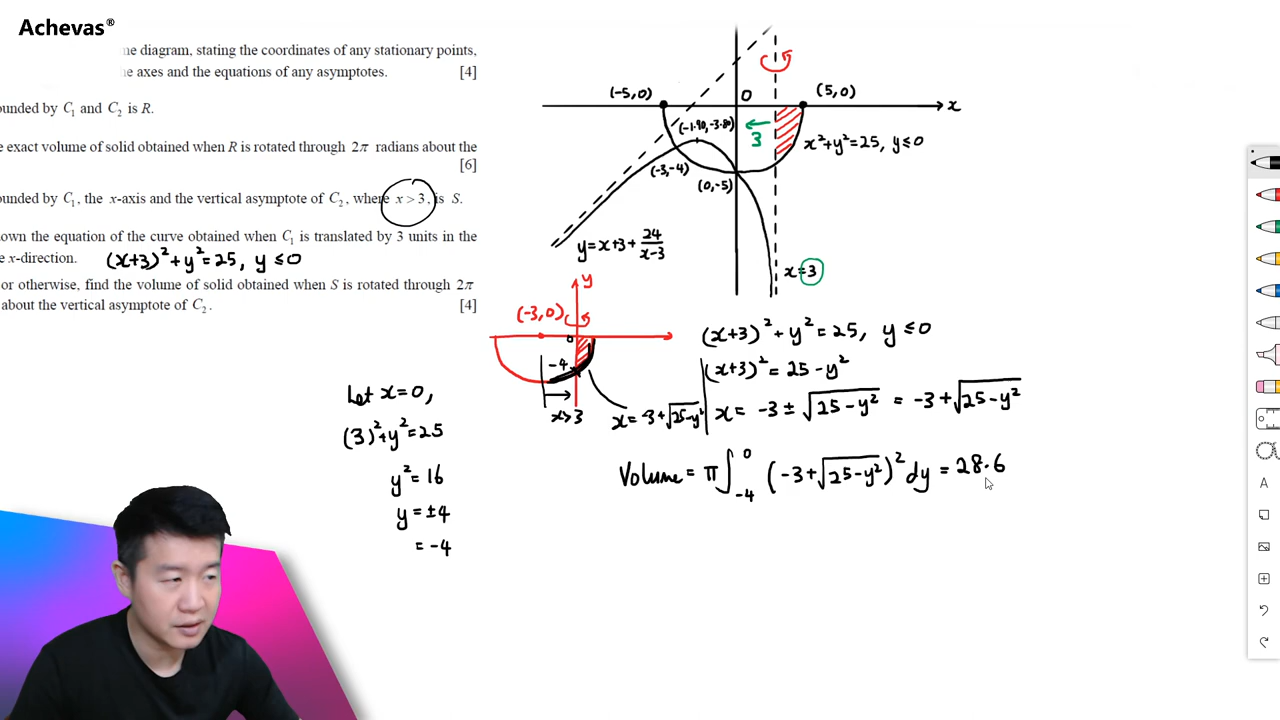 Achevas®
ne diagram, stating the coordinates of any stationary points,
ne axes and the equations of any asymptotes. [4]
ounded by C₁ and C₂ is R.
e exact volume of solid obtained when R is rotated through 2π radians about the
[6]
ounded by C₁, the x-axis and the vertical asymptote of C₂, where x > 3, is S.
own the equation of the curve obtained when C₁ is translated by 3 units in the
e x-direction. (x+3)² + y² = 25, y ≤ 0
or otherwise, find the volume of solid obtained when S is rotated through 2π
about the vertical asymptote of C₂. [4]
(-5,0)
0
(5,0)
x
(-1.90, -3.80)
3
x² + y² = 25, y ≤ 0
(-3,-4)
(0,-5)
y = x+3 + 24/(x-3)
x = 3
y
(-3,0)
0
-4
x>3
x = -3+√(25-y²)
(x+3)² + y² = 25, y ≤ 0
(x+3)² = 25 - y²
x = -3 ± √(25-y²) = -3+√(25-y²)
Let x = 0,
(3)² + y² = 25
y² = 16
y = ±4
= -4
Volume = π ∫₋₄⁰ (-3+√(25-y²))² dy = 28.6
A